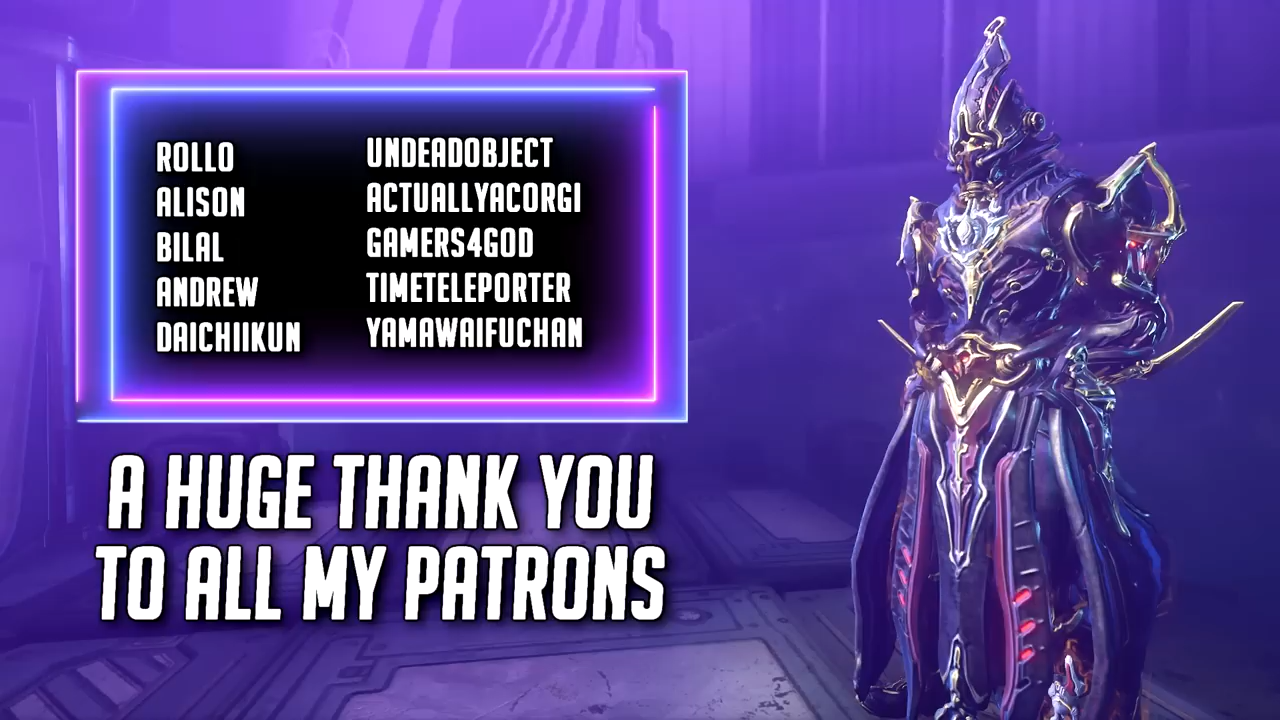 ROLLO
ALISON
BILAL
ANDREW
DAICHIIKUN
UNDEADOBJECT
ACTUALLYACORGI
GAMERS4GOD
TIMETELEPORTER
YAMAWAIFUCHAN
A HUGE THANK YOU
TO ALL MY PATRONS